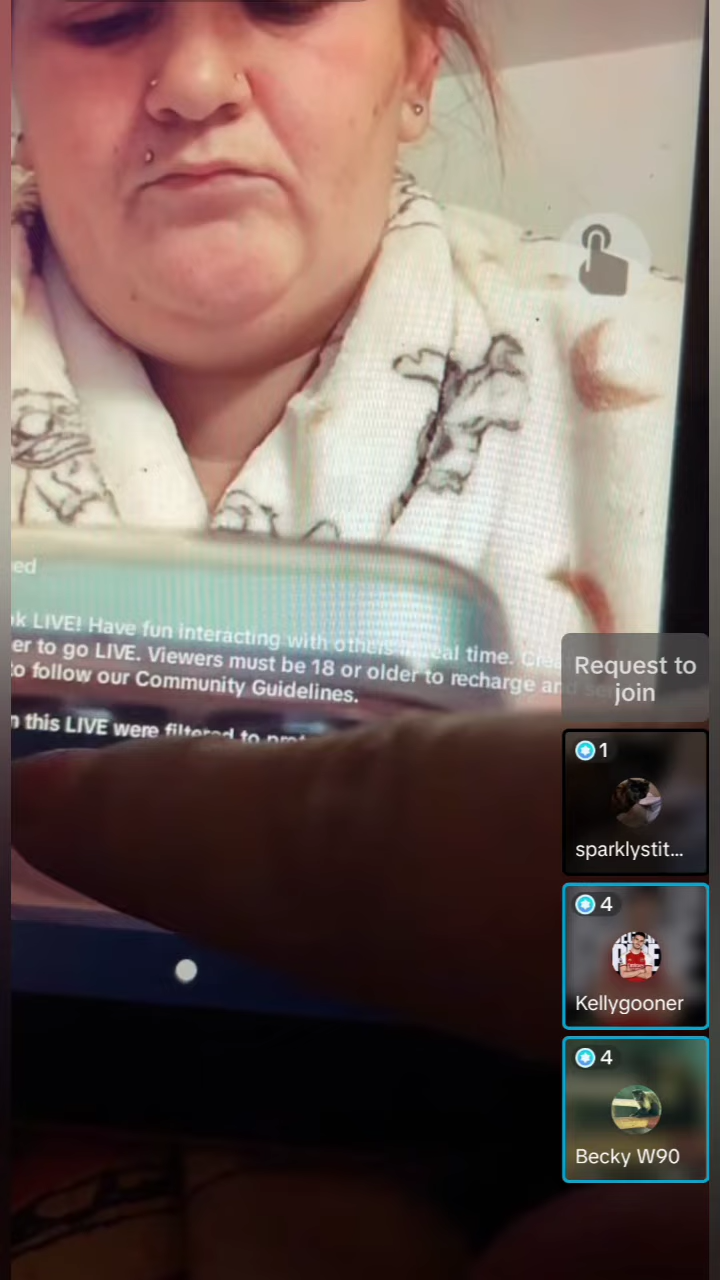 ed
ok LIVE! Have fun interacting with others in real time.
er to go LIVE. Viewers must be 18 or older to recharge and
to follow our Community Guidelines.
n this LIVE were filtered to
Request to
join
1
sparklystit...
4
Kellygooner
4
Becky W90